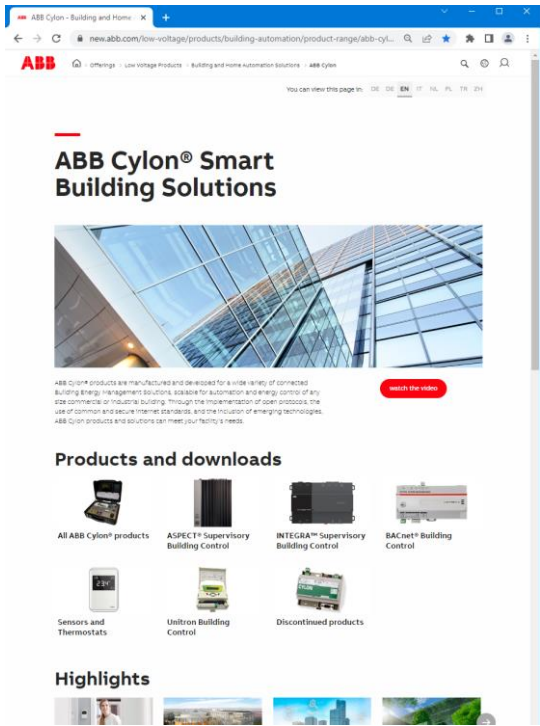 ABB Cylon - Building and Home
new.abb.com/low-voltage/products/building-automation/product-range/abb-cyl...
ABB
Offerings › Low Voltage Products › Building and Home Automation Solutions › ABB Cylon
You can view this page in: DE DE EN IT NL PL TR ZH
ABB Cylon® Smart
Building Solutions
ABB Cylon® products are manufactured and developed for a wide variety of connected
Building Energy Management Solutions, scalable for automation and energy control of any
size commercial or industrial building. Through the implementation of open protocols, the
use of common and secure internet standards, and the inclusion of emerging technologies,
ABB Cylon products and solutions can meet your facility's needs.
watch the video
Products and downloads
All ABB Cylon® products
ASPECT® Supervisory
Building Control
INTEGRA™ Supervisory
Building Control
BACnet® Building
Control
Sensors and
Thermostats
Unitron Building
Control
CYLON
Discontinued products
Highlights